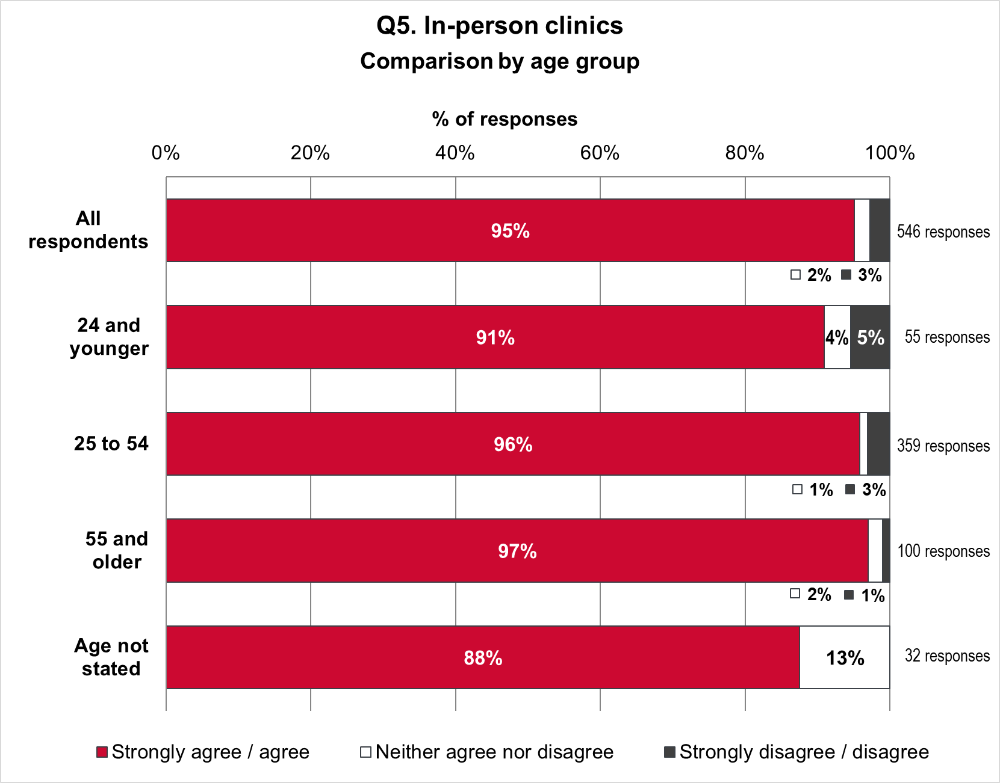 Q5. In-person clinics
Comparison by age group
% of responses
0% 20% 40% 60% 80% 100%
All
respondents
95%
546 responses
2% 3%
24 and
younger
91% 4% 5%
55 responses
25 to 54
96%
359 responses
1% 3%
55 and
older
97%
100 responses
2% 1%
Age not
stated
88% 13%
32 responses
Strongly agree / agree Neither agree nor disagree Strongly disagree / disagree